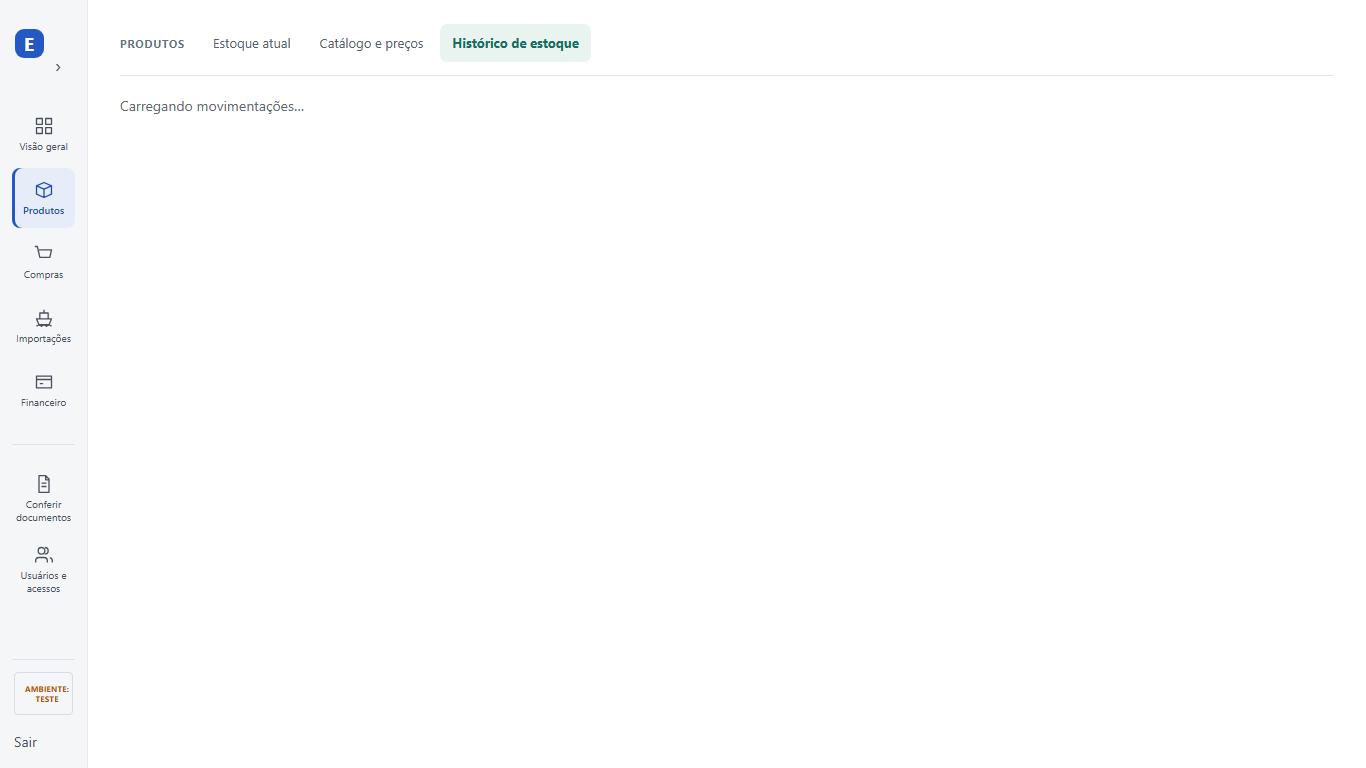 E
PRODUTOS
Estoque atual
Catálogo e preços
Histórico de estoque
Carregando movimentações...
Visão geral
Produtos
Compras
Importações
Financeiro
Conferir
documentos
Usuários e
acessos
AMBIENTE:
TESTE
Sair